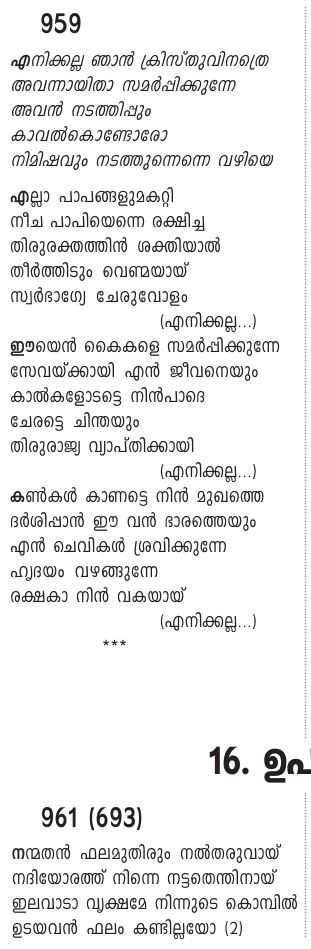 959
എനിക്കല്ല ഞാൻ ക്രിസ്തുവിനത്രെ
അവന്നായിതാ സമർപ്പിക്കുന്നേ
അവൻ നടത്തിപ്പും
കാവൽകൊണ്ടോരോ
നിമിഷവും നടത്തുന്നെന്നെ വഴിയെ
എല്ലാ പാപങ്ങളുമകറ്റി
നീച പാപിയെന്നെ രക്ഷിച്ച
തിരുരക്തത്തിൻ ശക്തിയാൽ
തീർത്തിടും വെണ്മയായ്
സ്വർഭാഗ്യേ ചേരുവോളം
(എനിക്കല്ല...)
ഈയെൻ കൈകളെ സമർപ്പിക്കുന്നേ
സേവയ്ക്കായി എൻ ജീവനെയും
കാൽകളോടട്ടെ നിൻപാദെ
ചേരട്ടെ ചിന്തയും
തിരുരാജ്യ വ്യാപ്തിക്കായി
(എനിക്കല്ല...)
കൺകൾ കാണട്ടെ നിൻ മുഖത്തെ
ദർശിപ്പാൻ ഈ വൻ ഭാരത്തെയും
എൻ ചെവികൾ ശ്രവിക്കുന്നേ
ഹൃദയം വഴങ്ങുന്നേ
രക്ഷകാ നിൻ വകയായ്
(എനിക്കല്ല...)
***
16. ഉപ
961 (693)
നന്മതൻ ഫലമുതിരും നൽതരുവായ്
നദിയോരത്ത് നിന്നെ നട്ടതെന്തിനായ്
ഇലവാടാ വൃക്ഷമേ നിന്നുടെ കൊമ്പിൽ
ഉടയവൻ ഫലം കണ്ടില്ലയോ (2)